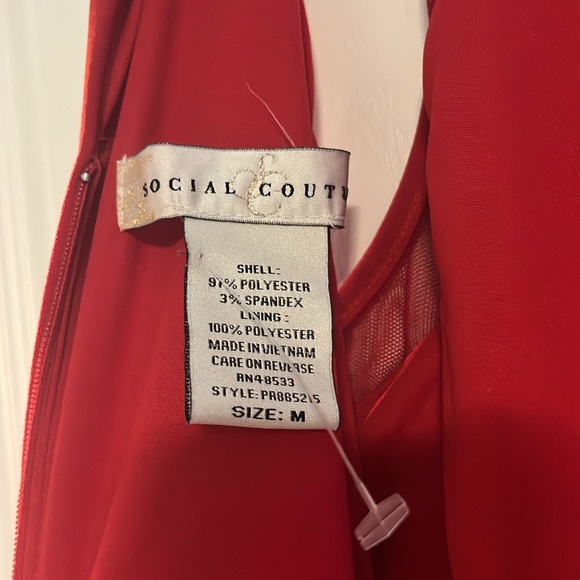 SOCIAL COUTU
SHELL:
97% POLYESTER
3% SPANDEX
LINING:
100% POLYESTER
MADE IN VIETNAM
CARE ON REVERSE
RN48533
STYLE: PR865215
SIZE: M